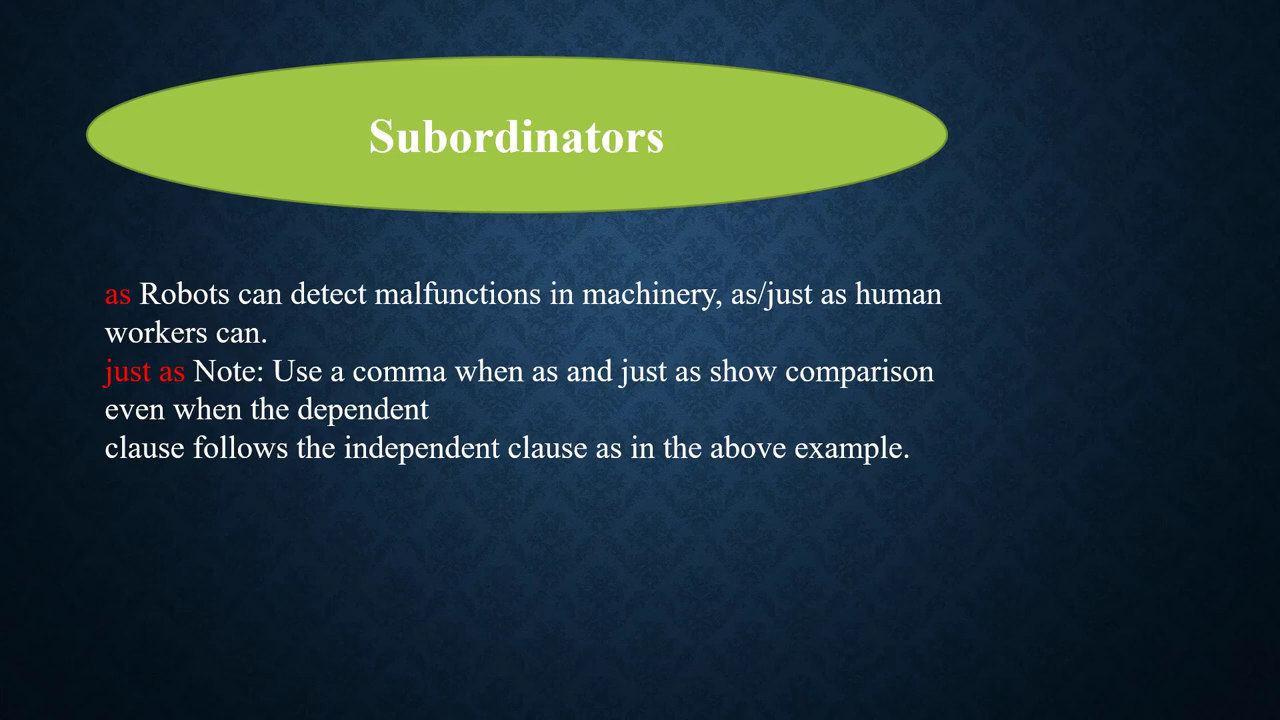 Subordinators
as Robots can detect malfunctions in machinery, as/just as human
workers can.
just as Note: Use a comma when as and just as show comparison
even when the dependent
clause follows the independent clause as in the above example.